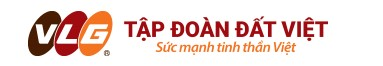 VLG® TẬP ĐOÀN ĐẤT VIỆT
Sức mạnh tinh thần Việt